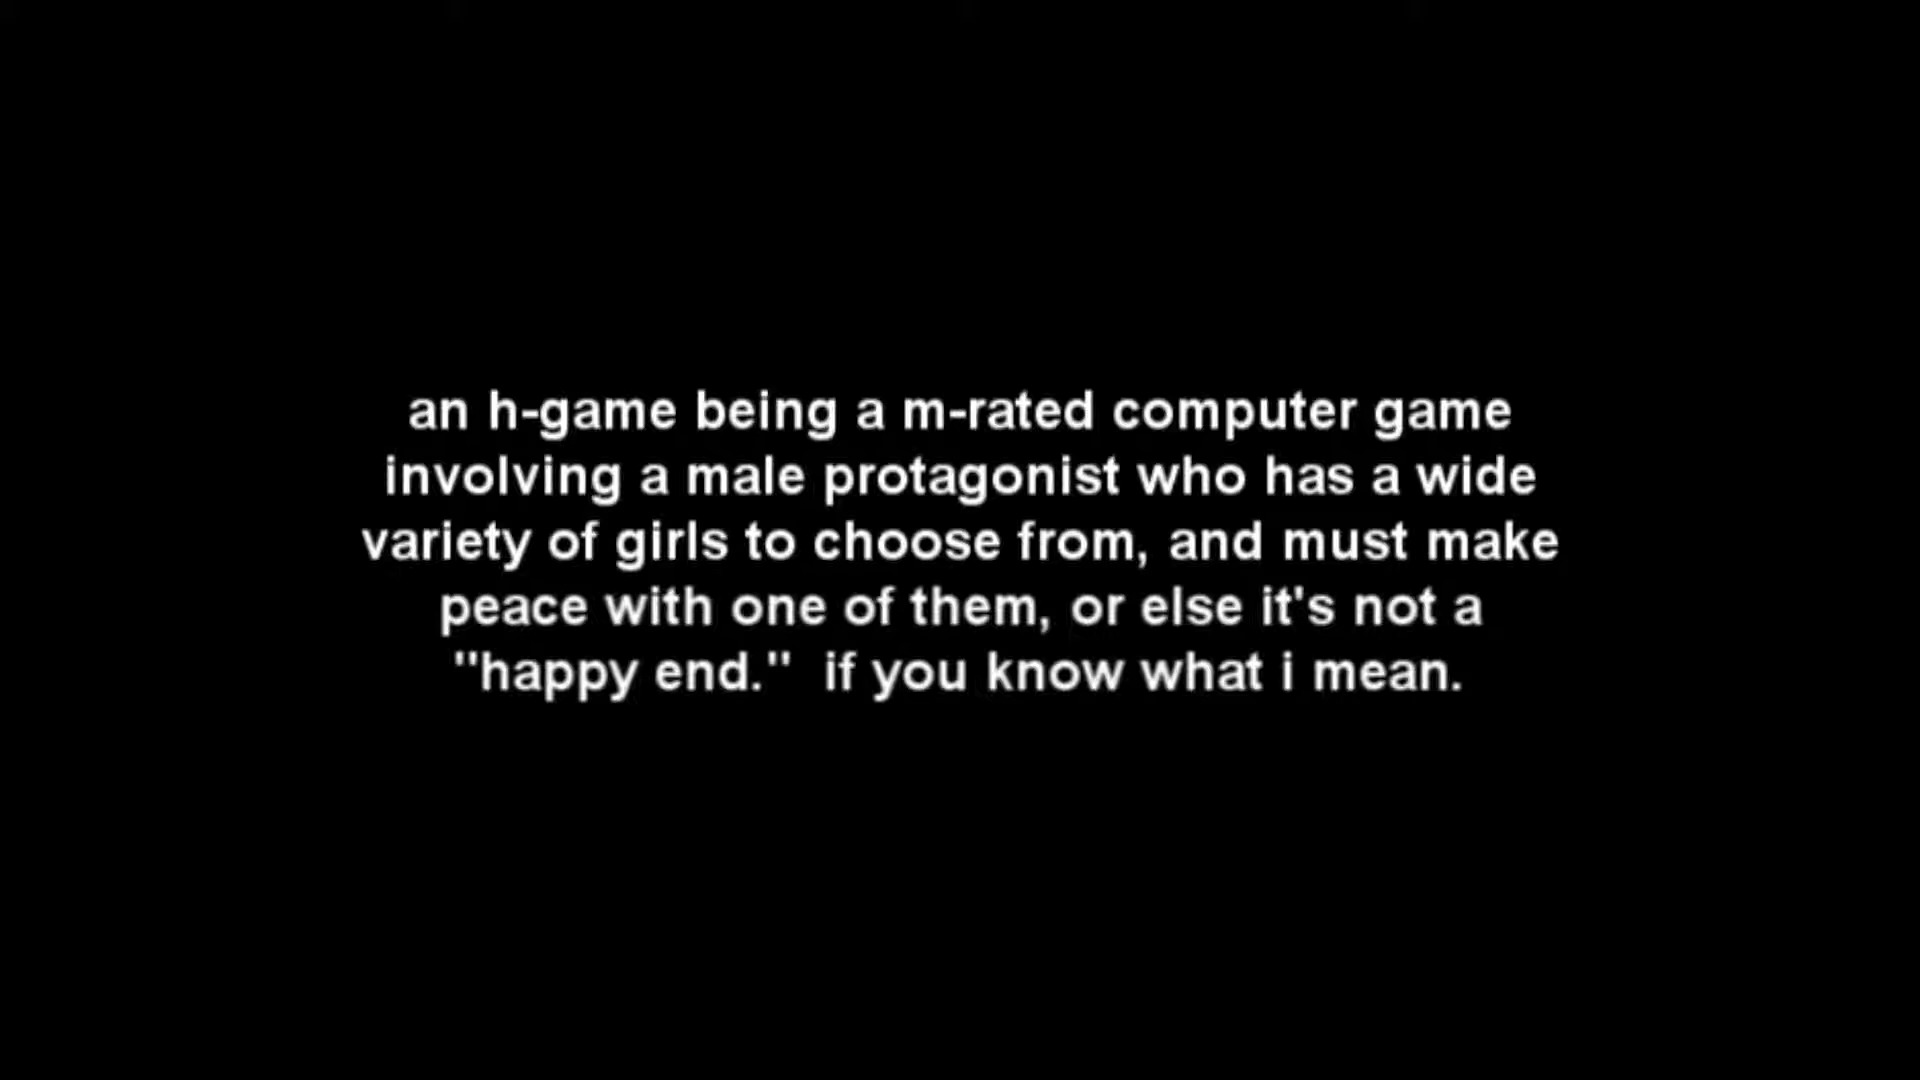 an h-game being a m-rated computer game
involving a male protagonist who has a wide
variety of girls to choose from, and must make
peace with one of them, or else it's not a
"happy end."  if you know what i mean.